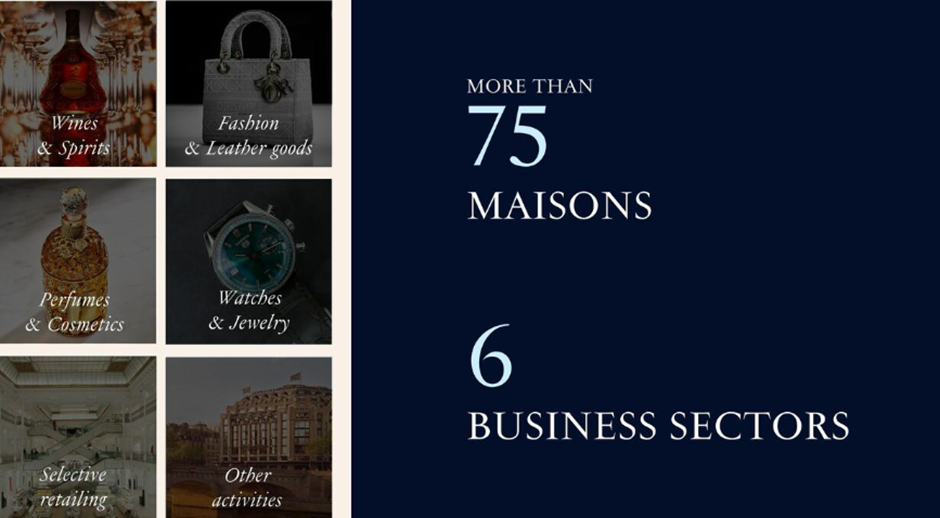 Wines
& Spirits
Fashion
& Leather goods
Perfumes
& Cosmetics
Watches
& Jewelry
Selective
retailing
Other
activities
MORE THAN
75
MAISONS
6
BUSINESS SECTORS